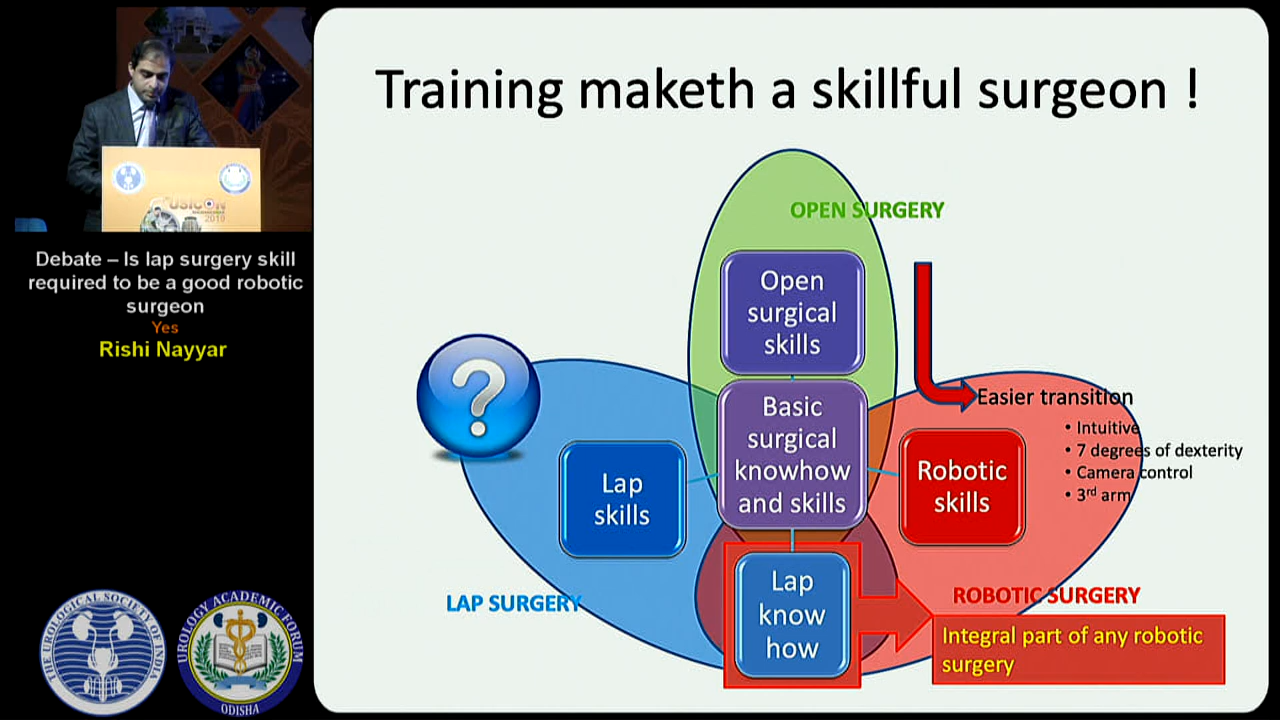 Training maketh a skillful surgeon !
OPEN SURGERY
Open
surgical
skills
Easier transition
• Intuitive
• 7 degrees of dexterity
• Camera control
• 3rd arm
?
Basic
surgical
knowhow
and skills
Lap
skills
Robotic
skills
LAP SURGERY
Lap
know
how
ROBOTIC SURGERY
Integral part of any robotic
surgery
USICON
2019
Debate – Is lap surgery skill
required to be a good robotic
surgeon
Yes
Rishi Nayyar
THE UROLOGICAL SOCIETY OF INDIA
UROLOGY ACADEMIC FORUM
ODISHA